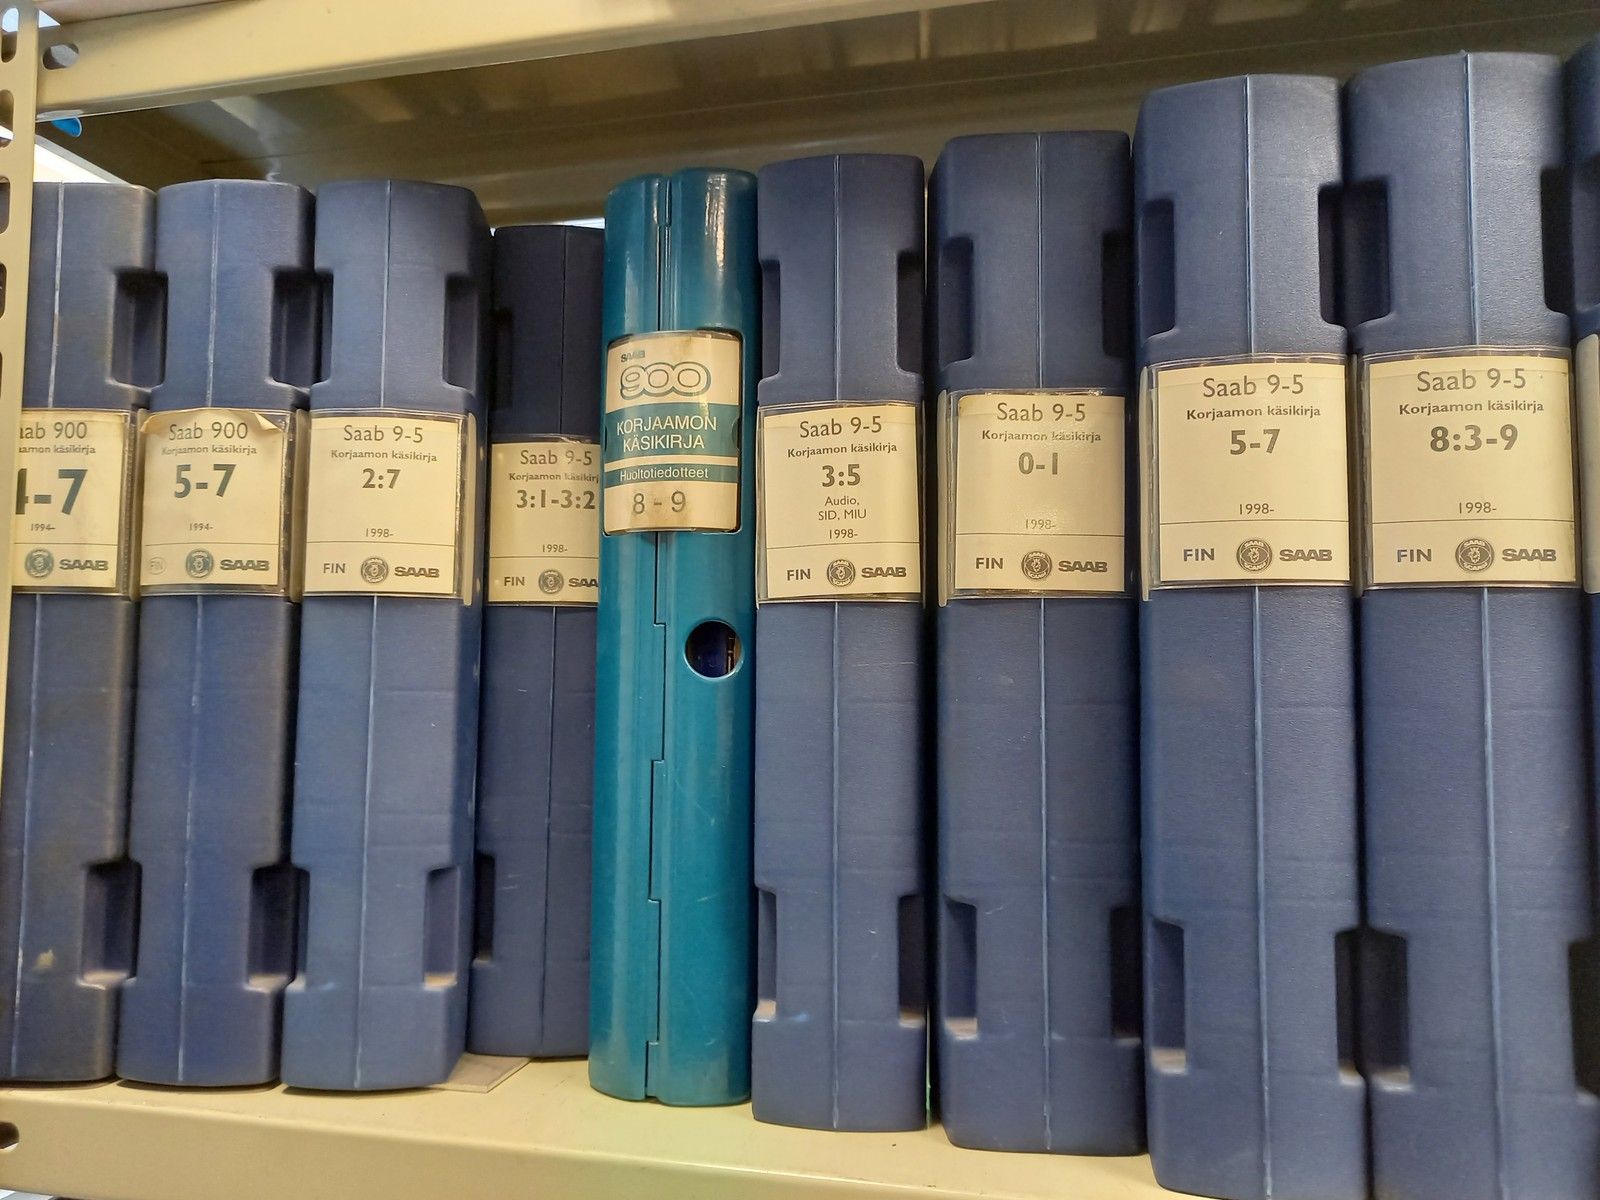 aab 900
aamon käsikirja
4-7
1994-
SAAB
Saab 900
Korjaamon käsikirja
5-7
1994-
FIN SAAB
Saab 9-5
Korjaamon käsikirja
2:7
1998-
FIN SAAB
Saab 9-5
Korjaamon käsikirj
3:1-3:2
1998-
FIN SAA
SAAB
900
KORJAAMON
KÄSIKIRJA
Huoltotiedotteet
8 - 9
Saab 9-5
Korjaamon käsikirja
3:5
Audio,
SID, MIU
1998-
FIN SAAB
Saab 9-5
Korjaamon käsikirja
0-1
1998-
FIN SAAB
Saab 9-5
Korjaamon käsikirja
5-7
1998-
FIN SAAB
Saab 9-5
Korjaamon käsikirja
8:3-9
1998-
FIN SAAB